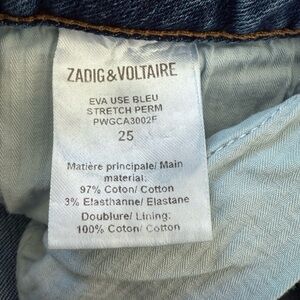 ZADIG&VOLTAIRE
EVA USE BLEU
STRETCH PERM
PWGCA3002F
25
Matière principale/ Main
material:
97% Coton/ Cotton
3% Elasthanne/ Elastane
Doublure/ Lining:
100% Coton/ Cotton